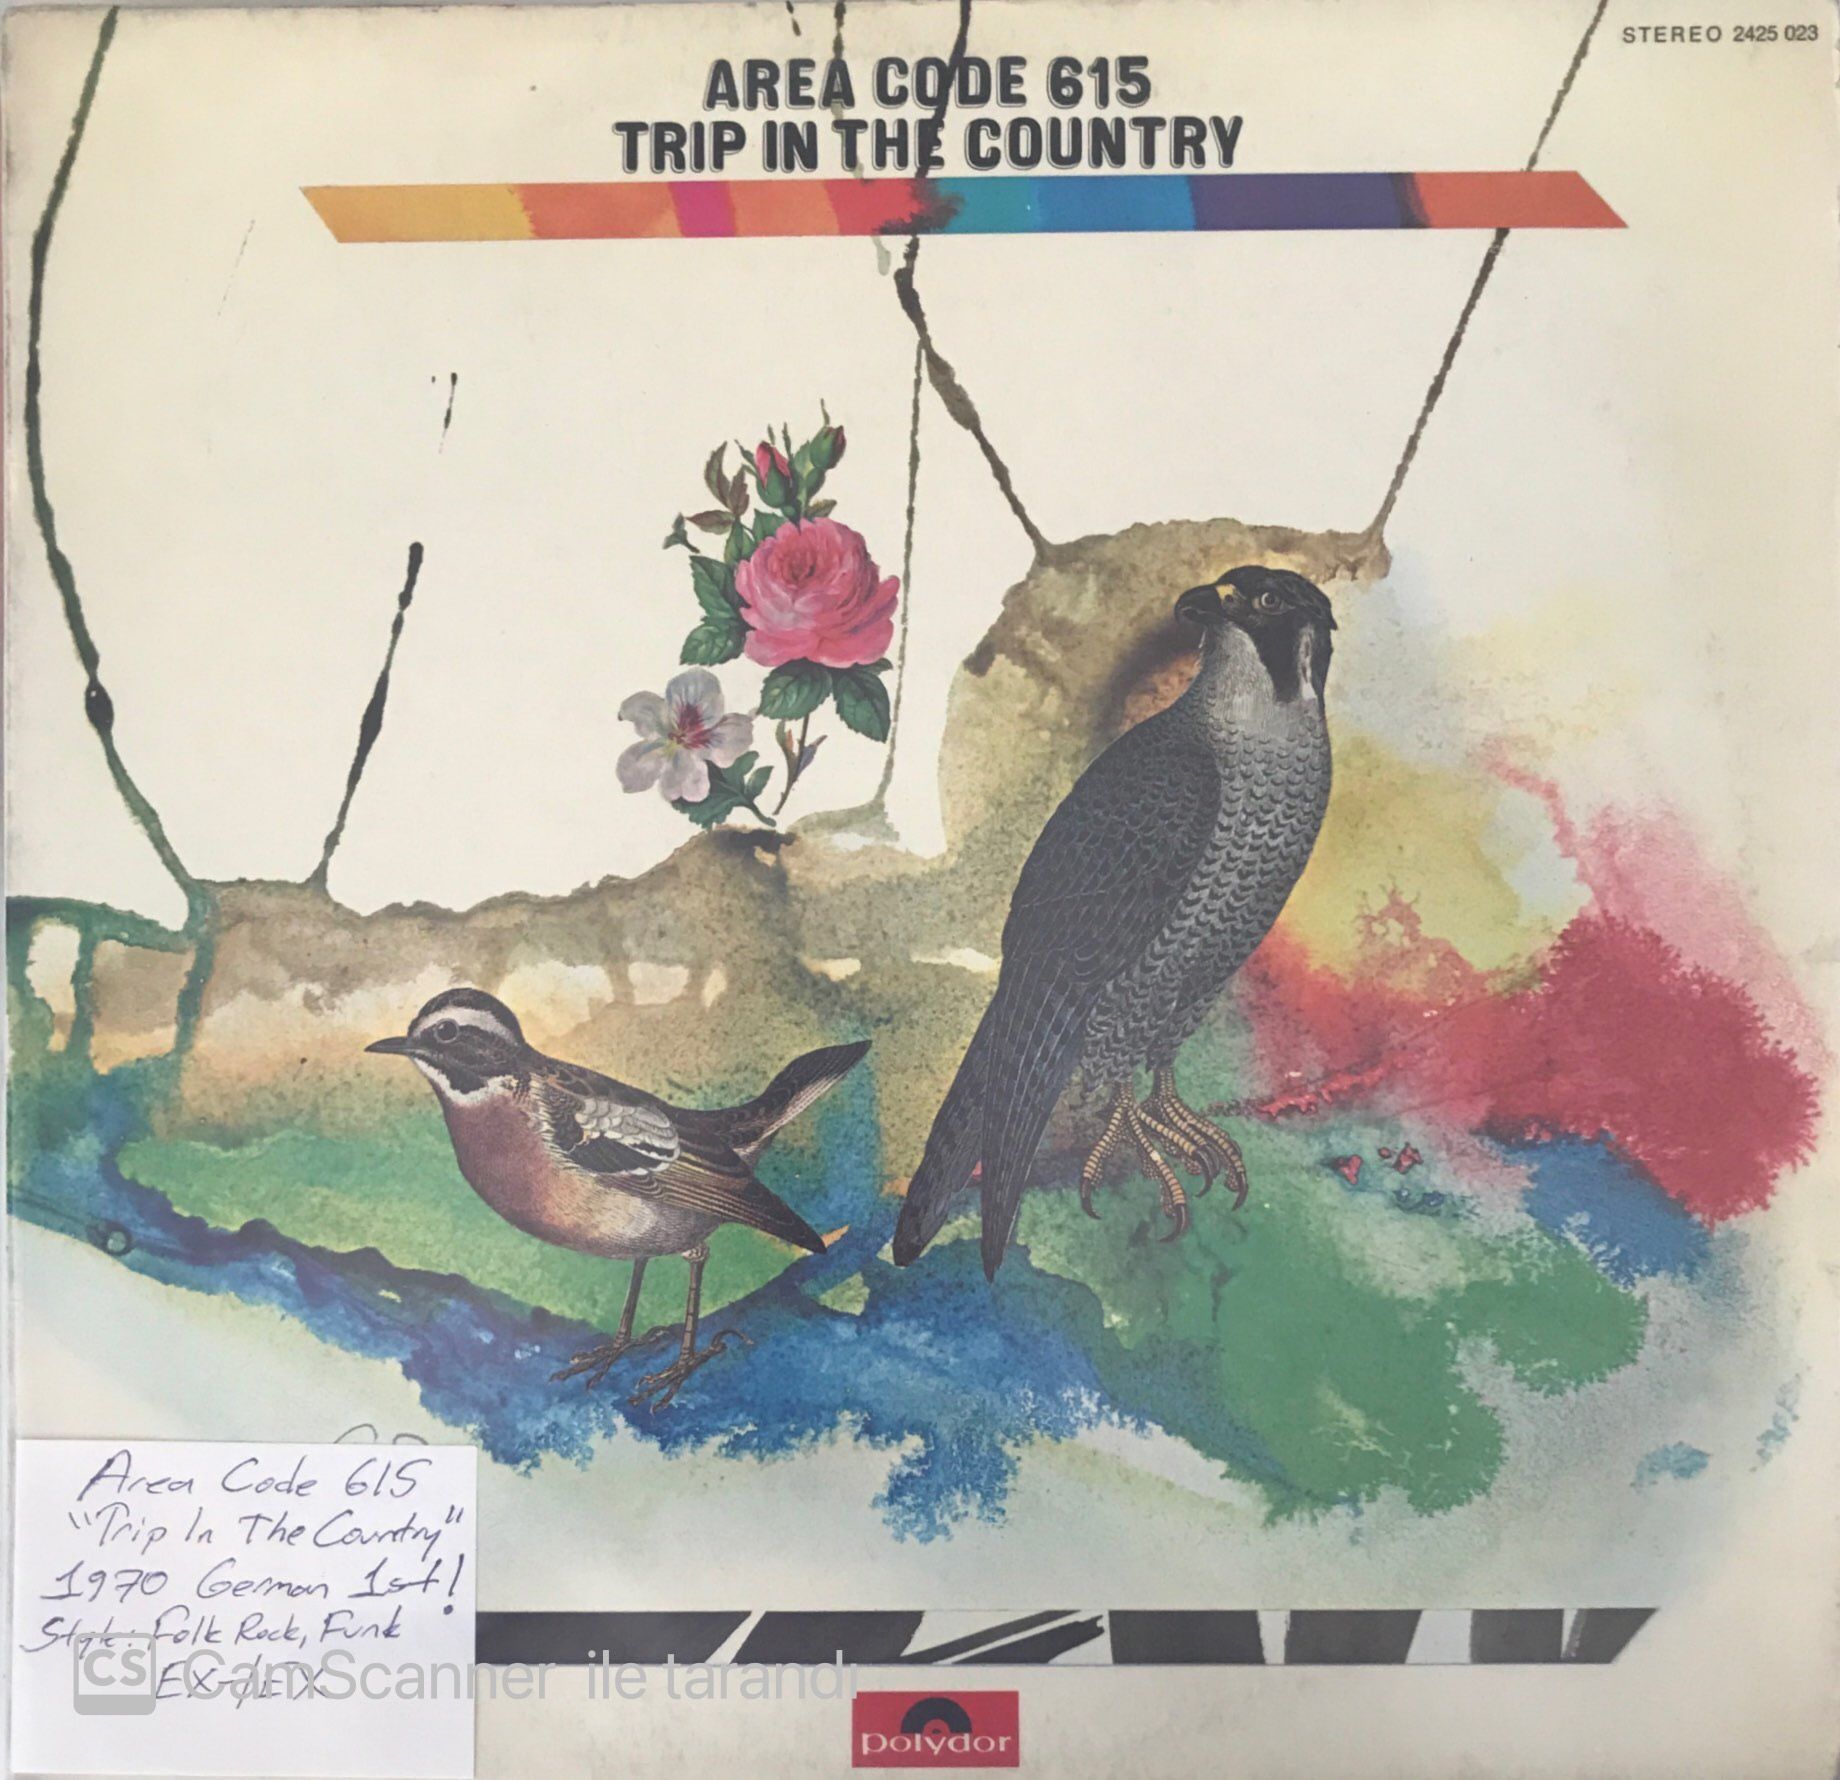 STEREO 2425 023
AREA CODE 615
TRIP IN THE COUNTRY
Area Code 615
"Trip In The Country"
1970 German 1st!
Style: Folk Rock, Funk
EX-/EX
CS CamScanner ile tarandı
polydor